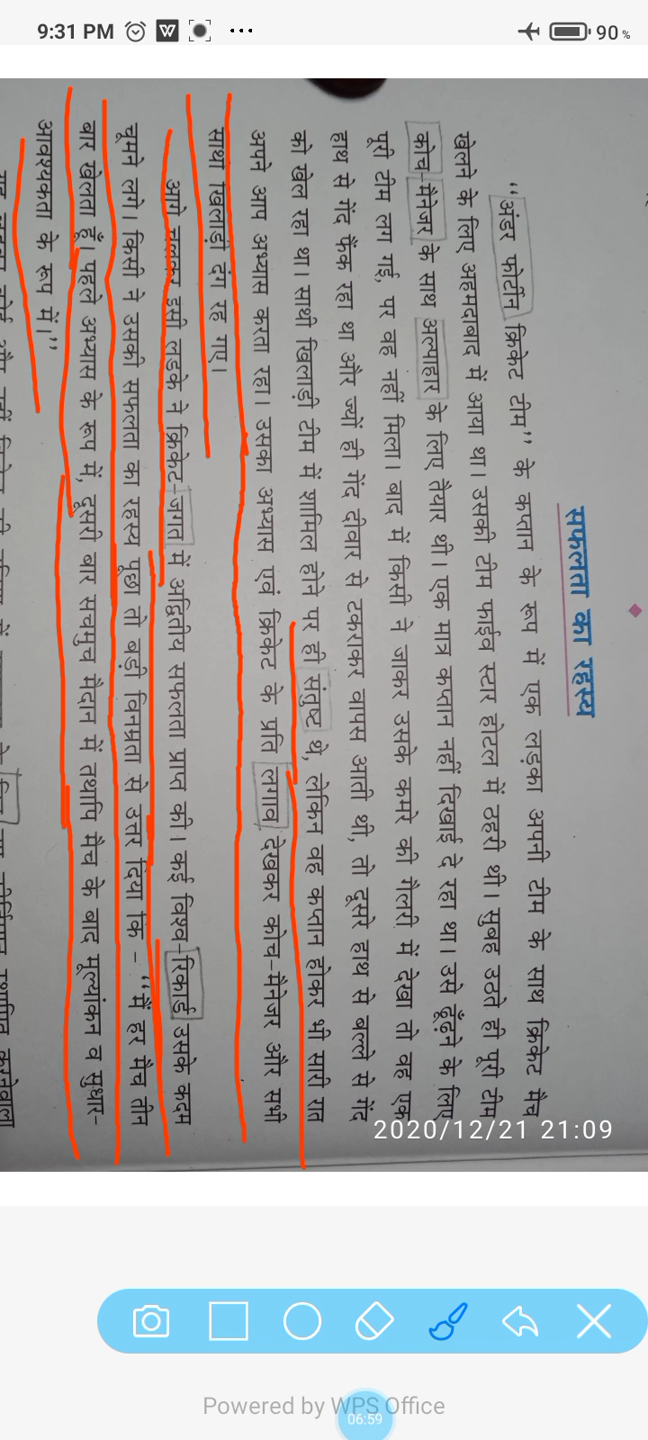 9:31 PM
90%
सफलता का रहस्य
“अंडर फोर्टीन क्रिकेट टीम” के कप्तान के रूप में एक लड़का अपनी टीम के साथ क्रिकेट मैच
खेलने के लिए अहमदाबाद में आया था। उसकी टीम फाईव स्टार होटल में ठहरी थी। सुबह उठते ही पूरी टीम
कोच-मैनेजर के साथ अल्पाहार के लिए तैयार थी। एक मात्र कप्तान नहीं दिखाई दे रहा था। उसे ढूँढ़ने के लिए
पूरी टीम लग गई, पर वह नहीं मिला। बाद में किसी ने जाकर उसके कमरे की गैलरी में देखा तो वह एक
हाथ से गेंद फैंक रहा था और ज्यों ही गेंद दीवार से टकराकर वापस आती थी, तो दूसरे हाथ से बल्ले से गेंद
को खेल रहा था। साथी खिलाड़ी टीम में शामिल होने पर ही संतुष्ट थे, लेकिन वह कप्तान होकर भी सारी रात
अपने आप अभ्यास करता रहा। उसका अभ्यास एवं क्रिकेट के प्रति लगाव देखकर कोच-मैनेजर और सभी
साथी खिलाड़ी दंग रह गए।
आगे चलकर इसी लड़के ने क्रिकेट-जगत में अद्वितीय सफलता प्राप्त की। कई विश्व-रिकार्ड उसके कदम
चूमने लगे। किसी ने उसकी सफलता का रहस्य पूछा तो बड़ी विनम्रता से उत्तर दिया कि - “मैं हर मैच तीन
बार खेलता हूँ। पहले अभ्यास के रूप में, दूसरी बार सचमुच मैदान में तथापि मैच के बाद मूल्यांकन व सुधार-
आवश्यकता के रूप में।”
2020/12/21 21:09
Powered by WPS Office
06:59